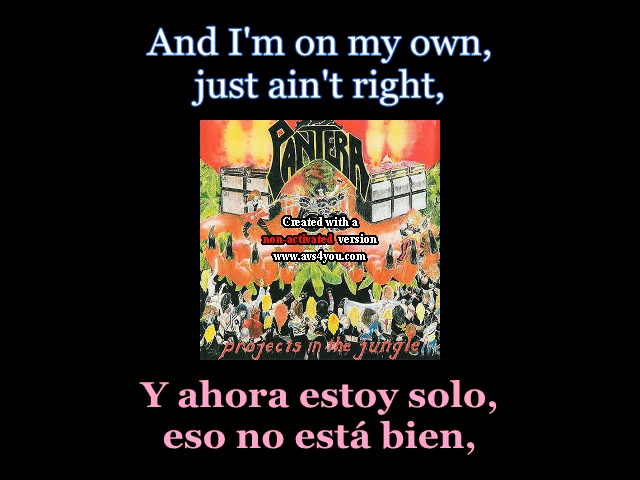 And I'm on my own,
just ain't right,
PANTERA
Created with a
non-activated version
www.avs4you.com
projects in the jungle
Y ahora estoy solo,
eso no está bien,